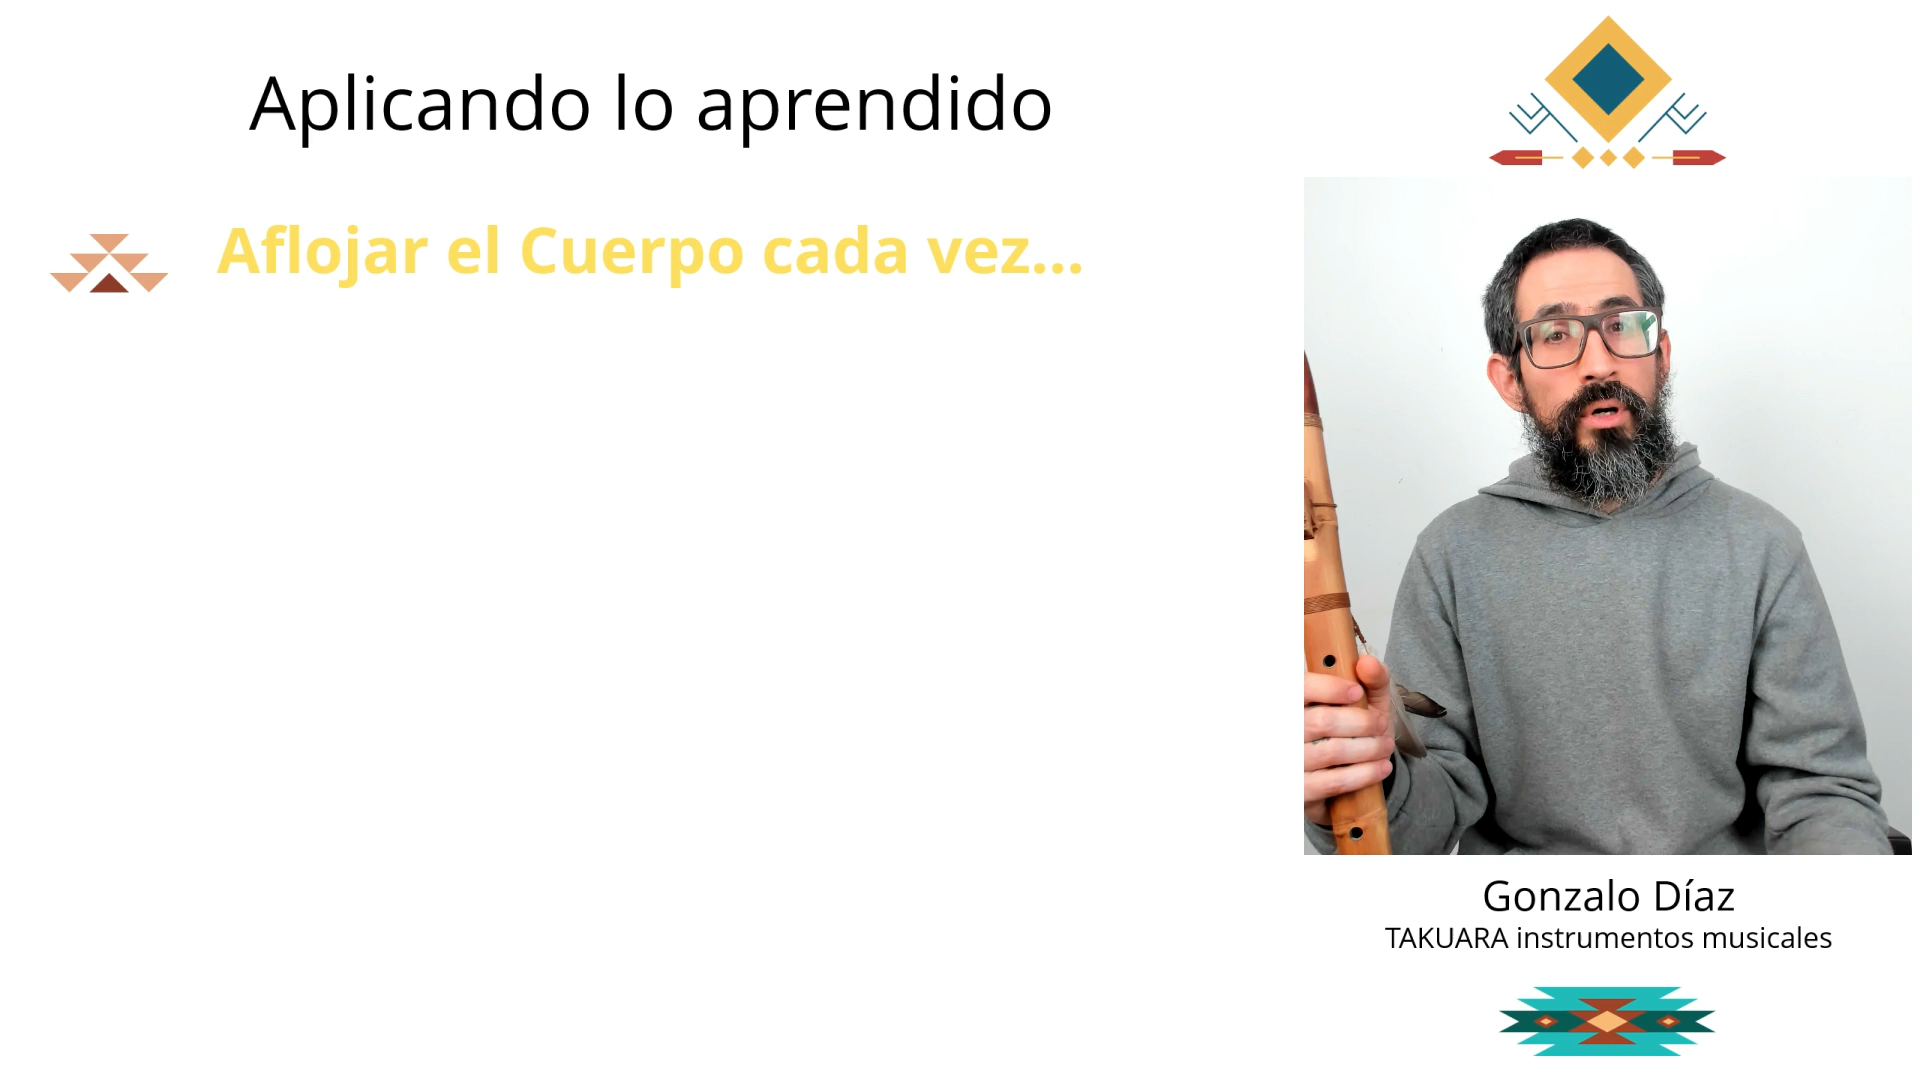 Aplicando lo aprendido
Aflojar el Cuerpo cada vez...
Gonzalo Díaz
TAKUARA instrumentos musicales